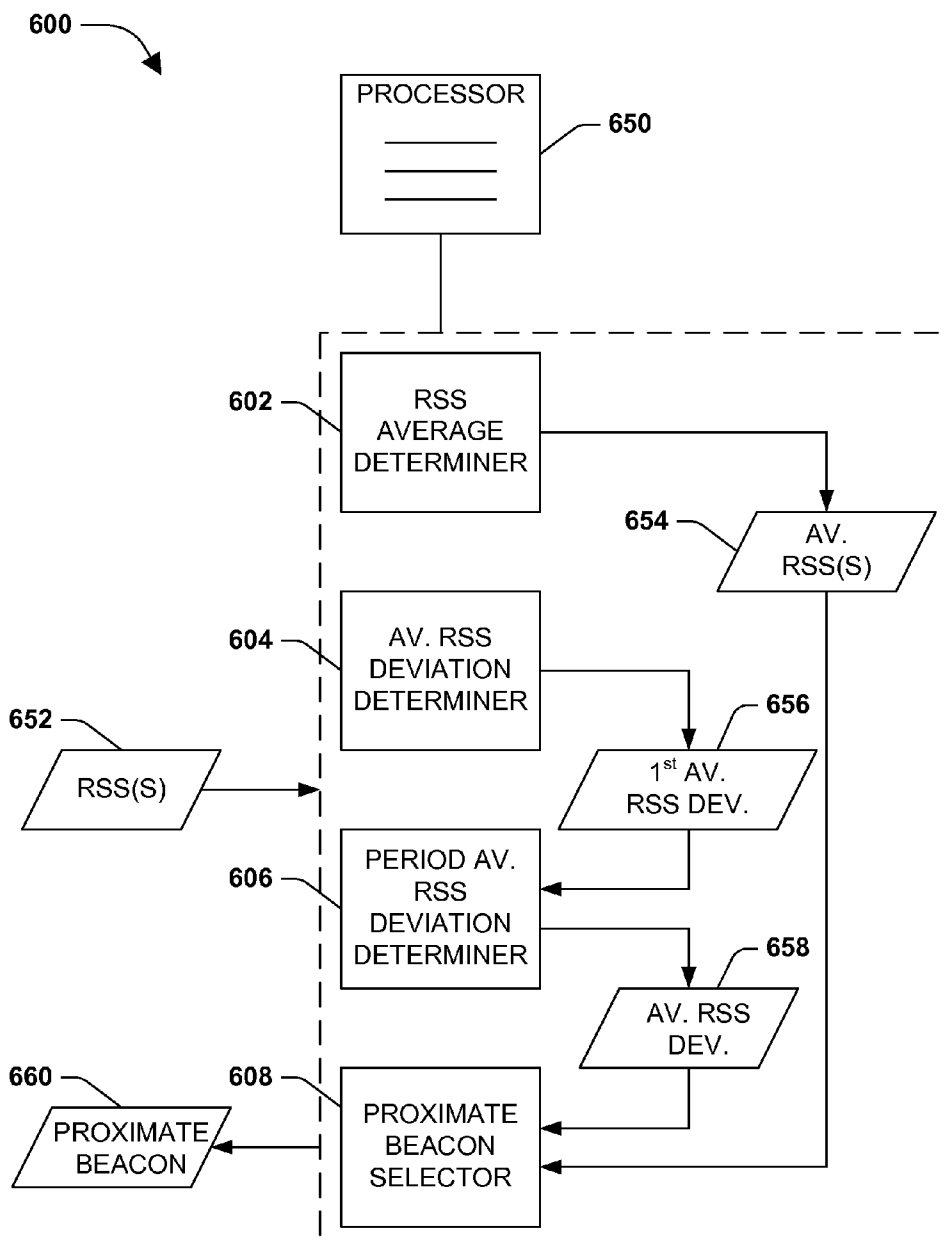 600
PROCESSOR
650
602
RSS
AVERAGE
DETERMINER
654
AV.
RSS(S)
604
AV. RSS
DEVIATION
DETERMINER
652
RSS(S)
656
1st AV.
RSS DEV.
606
PERIOD AV.
RSS
DEVIATION
DETERMINER
658
AV. RSS
DEV.
660
PROXIMATE
BEACON
608
PROXIMATE
BEACON
SELECTOR